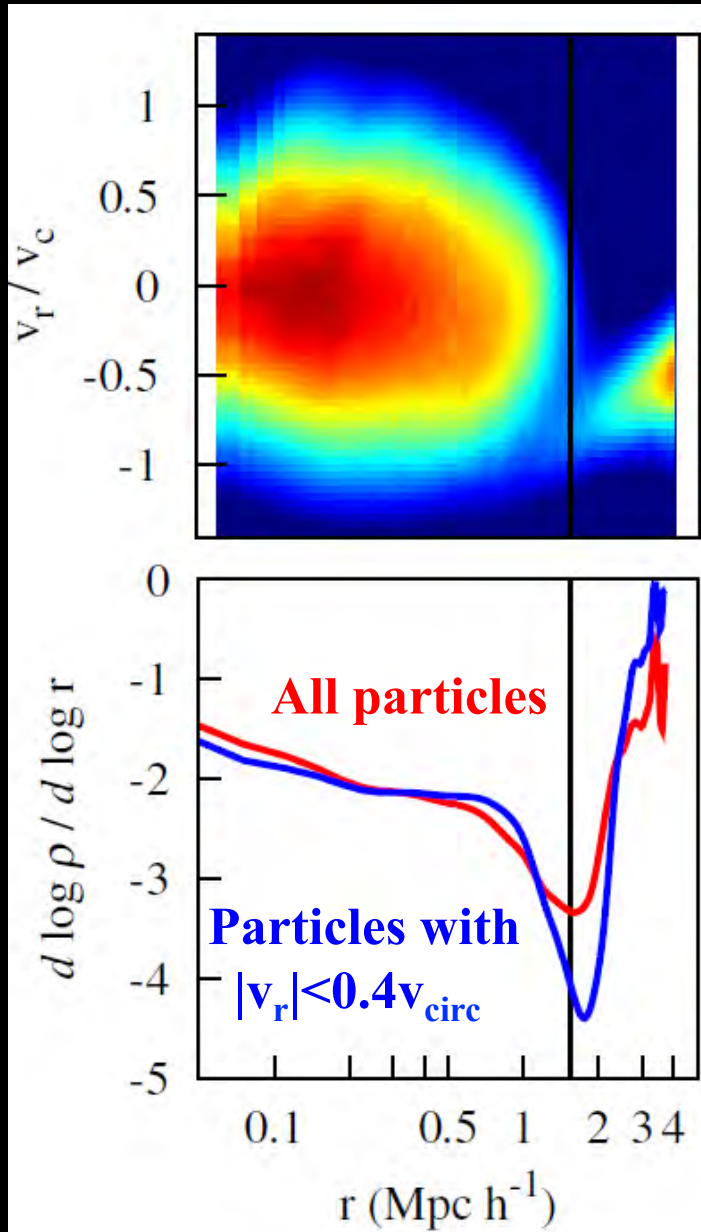 1
0.5
0
-0.5
-1
v_r / v_c
0
-1
-2
-3
-4
-5
d log ρ / d log r
All particles
Particles with
|v_r|<0.4v_circ
0.1 0.5 1 2 3 4
r (Mpc h^-1)